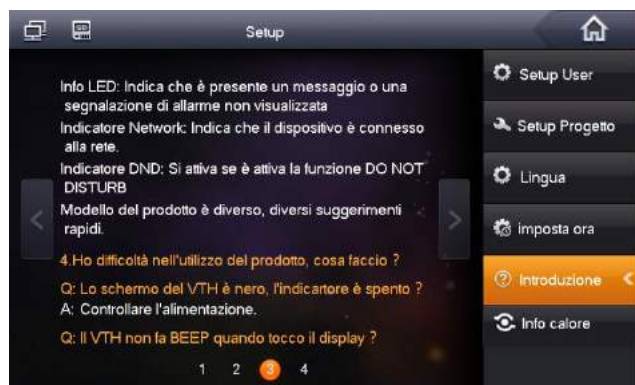 Setup
Info LED: Indica che è presente un messaggio o una
segnalazione di allarme non visualizzata
Indicatore Network: Indica che il dispositivo è connesso
alla rete.
Indicatore DND: Si attiva se è attiva la funzione DO NOT
DISTURB
Modello del prodotto è diverso, diversi suggerimenti
rapidi.
4.Ho difficoltà nell'utilizzo del prodotto, cosa faccio ?
Q: Lo schermo del VTH è nero, l'indicartore è spento ?
A: Controllare l'alimentazione.
Q: Il VTH non fa BEEP quando tocco il display ?
1 2 3 4
Setup User
Setup Progetto
Lingua
imposta ora
Introduzione
Info calore